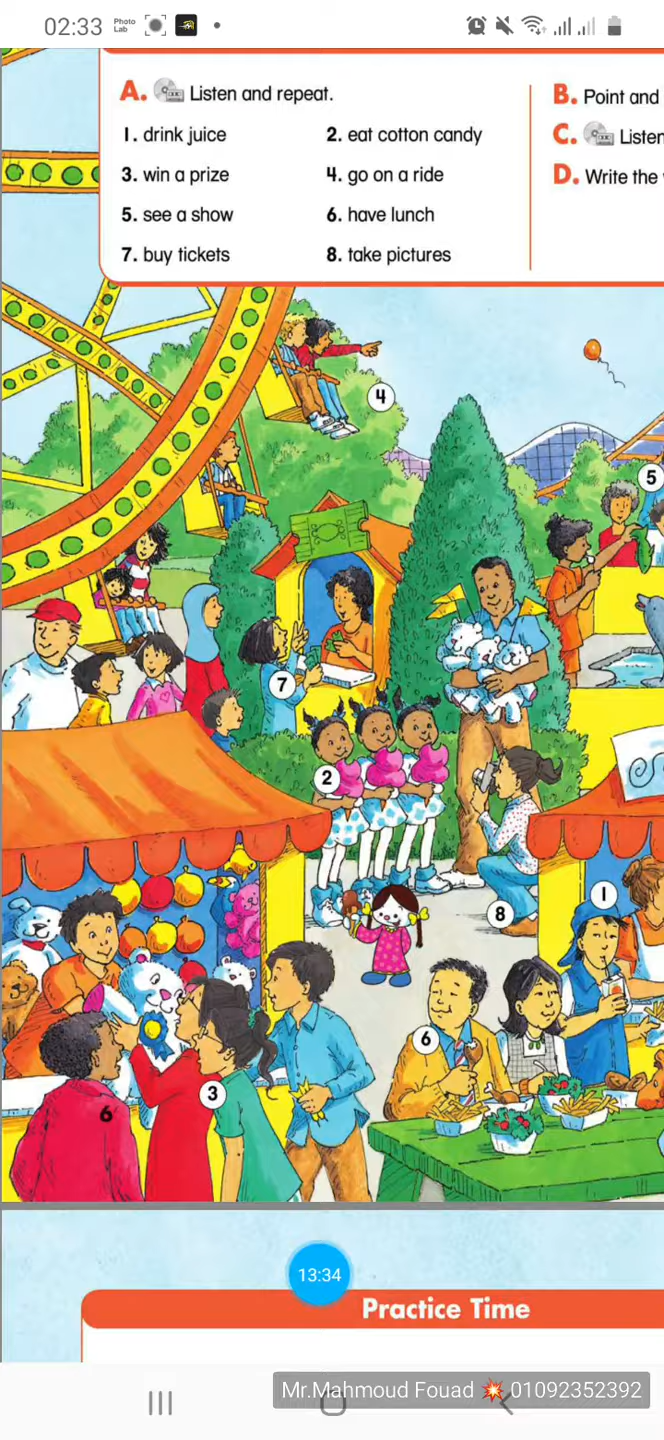 02:33 Photo Lab
A. Listen and repeat.
1. drink juice
2. eat cotton candy
3. win a prize
4. go on a ride
5. see a show
6. have lunch
7. buy tickets
8. take pictures
B. Point and
C. Listen
D. Write the
4
5
7
2
1
8
6
3
6
13:34
Practice Time
Mr.Mahmoud Fouad 💥 01092352392